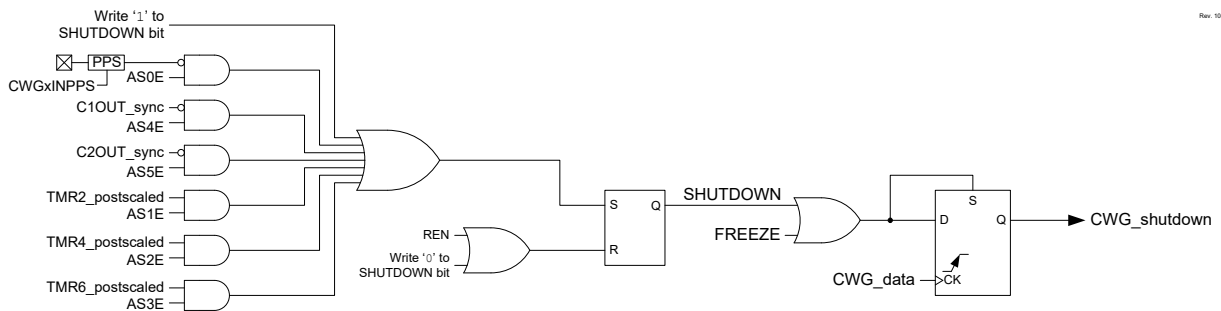 Write ‘1’ to
SHUTDOWN bit
Rev. 10
PPS
AS0E
CWGxINPPS
C1OUT_sync
AS4E
C2OUT_sync
AS5E
TMR2_postscaled
AS1E
TMR4_postscaled
AS2E
TMR6_postscaled
AS3E
REN
Write ‘0’ to
SHUTDOWN bit
S
Q
R
SHUTDOWN
FREEZE
S
D
Q
CWG_data
CK
CWG_shutdown